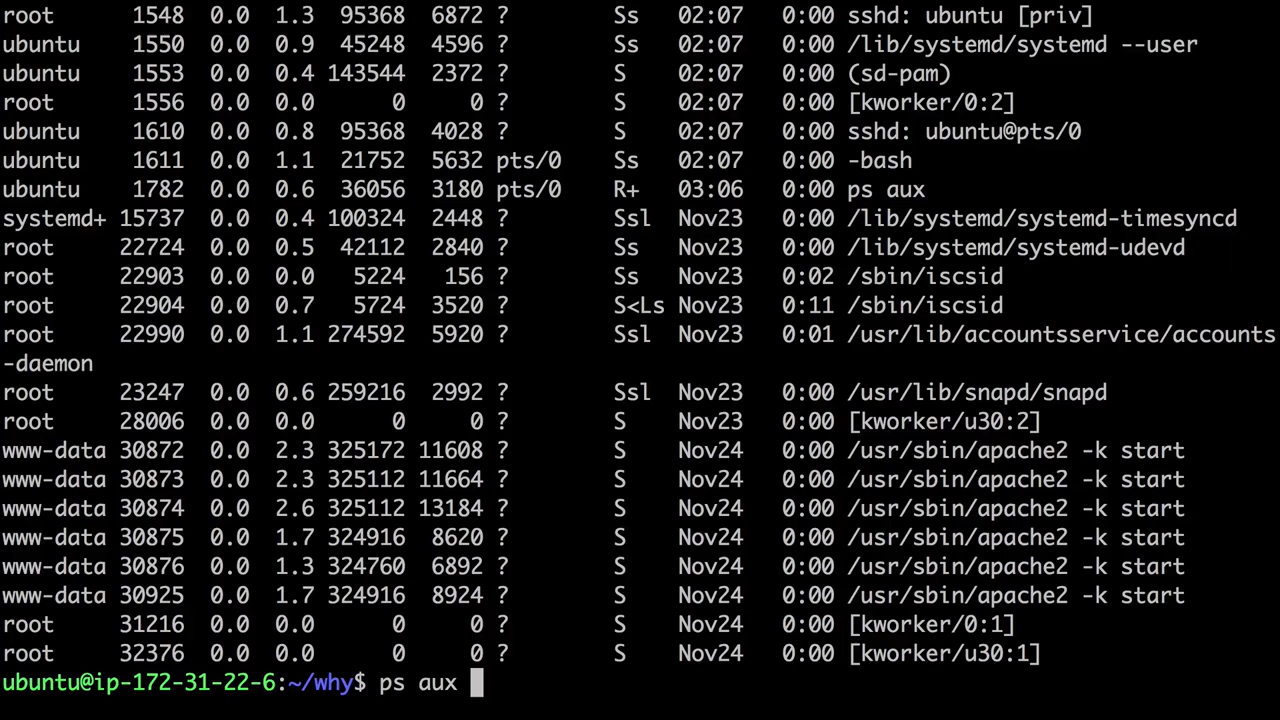 root      1548  0.0  1.3  95368  6872 ?        Ss   02:07   0:00 sshd: ubuntu [priv]
ubuntu    1550  0.0  0.9  45248  4596 ?        Ss   02:07   0:00 /lib/systemd/systemd --user
ubuntu    1553  0.0  0.4 143544  2372 ?        S    02:07   0:00 (sd-pam)
root      1556  0.0  0.0      0     0 ?        S    02:07   0:00 [kworker/0:2]
ubuntu    1610  0.0  0.8  95368  4028 ?        S    02:07   0:00 sshd: ubuntu@pts/0
ubuntu    1611  0.0  1.1  21752  5632 pts/0    Ss   02:07   0:00 -bash
ubuntu    1782  0.0  0.6  36056  3180 pts/0    R+   03:06   0:00 ps aux
systemd+ 15737  0.0  0.4 100324  2448 ?        Ssl  Nov23   0:00 /lib/systemd/systemd-timesyncd
root     22724  0.0  0.5  42112  2840 ?        Ss   Nov23   0:00 /lib/systemd/systemd-udevd
root     22903  0.0  0.0   5224   156 ?        Ss   Nov23   0:02 /sbin/iscsid
root     22904  0.0  0.7   5724  3520 ?        S<Ls Nov23   0:11 /sbin/iscsid
root     22990  0.0  1.1 274592  5920 ?        Ssl  Nov23   0:01 /usr/lib/accountsservice/accounts
-daemon
root     23247  0.0  0.6 259216  2992 ?        Ssl  Nov23   0:00 /usr/lib/snapd/snapd
root     28006  0.0  0.0      0     0 ?        S    Nov23   0:00 [kworker/u30:2]
www-data 30872  0.0  2.3 325172 11608 ?        S    Nov24   0:00 /usr/sbin/apache2 -k start
www-data 30873  0.0  2.3 325112 11664 ?        S    Nov24   0:00 /usr/sbin/apache2 -k start
www-data 30874  0.0  2.6 325112 13184 ?        S    Nov24   0:00 /usr/sbin/apache2 -k start
www-data 30875  0.0  1.7 324916  8620 ?        S    Nov24   0:00 /usr/sbin/apache2 -k start
www-data 30876  0.0  1.3 324760  6892 ?        S    Nov24   0:00 /usr/sbin/apache2 -k start
www-data 30925  0.0  1.7 324916  8924 ?        S    Nov24   0:00 /usr/sbin/apache2 -k start
root     31216  0.0  0.0      0     0 ?        S    Nov24   0:00 [kworker/0:1]
root     32376  0.0  0.0      0     0 ?        S    Nov24   0:00 [kworker/u30:1]
ubuntu@ip-172-31-22-6:~/why$ ps aux